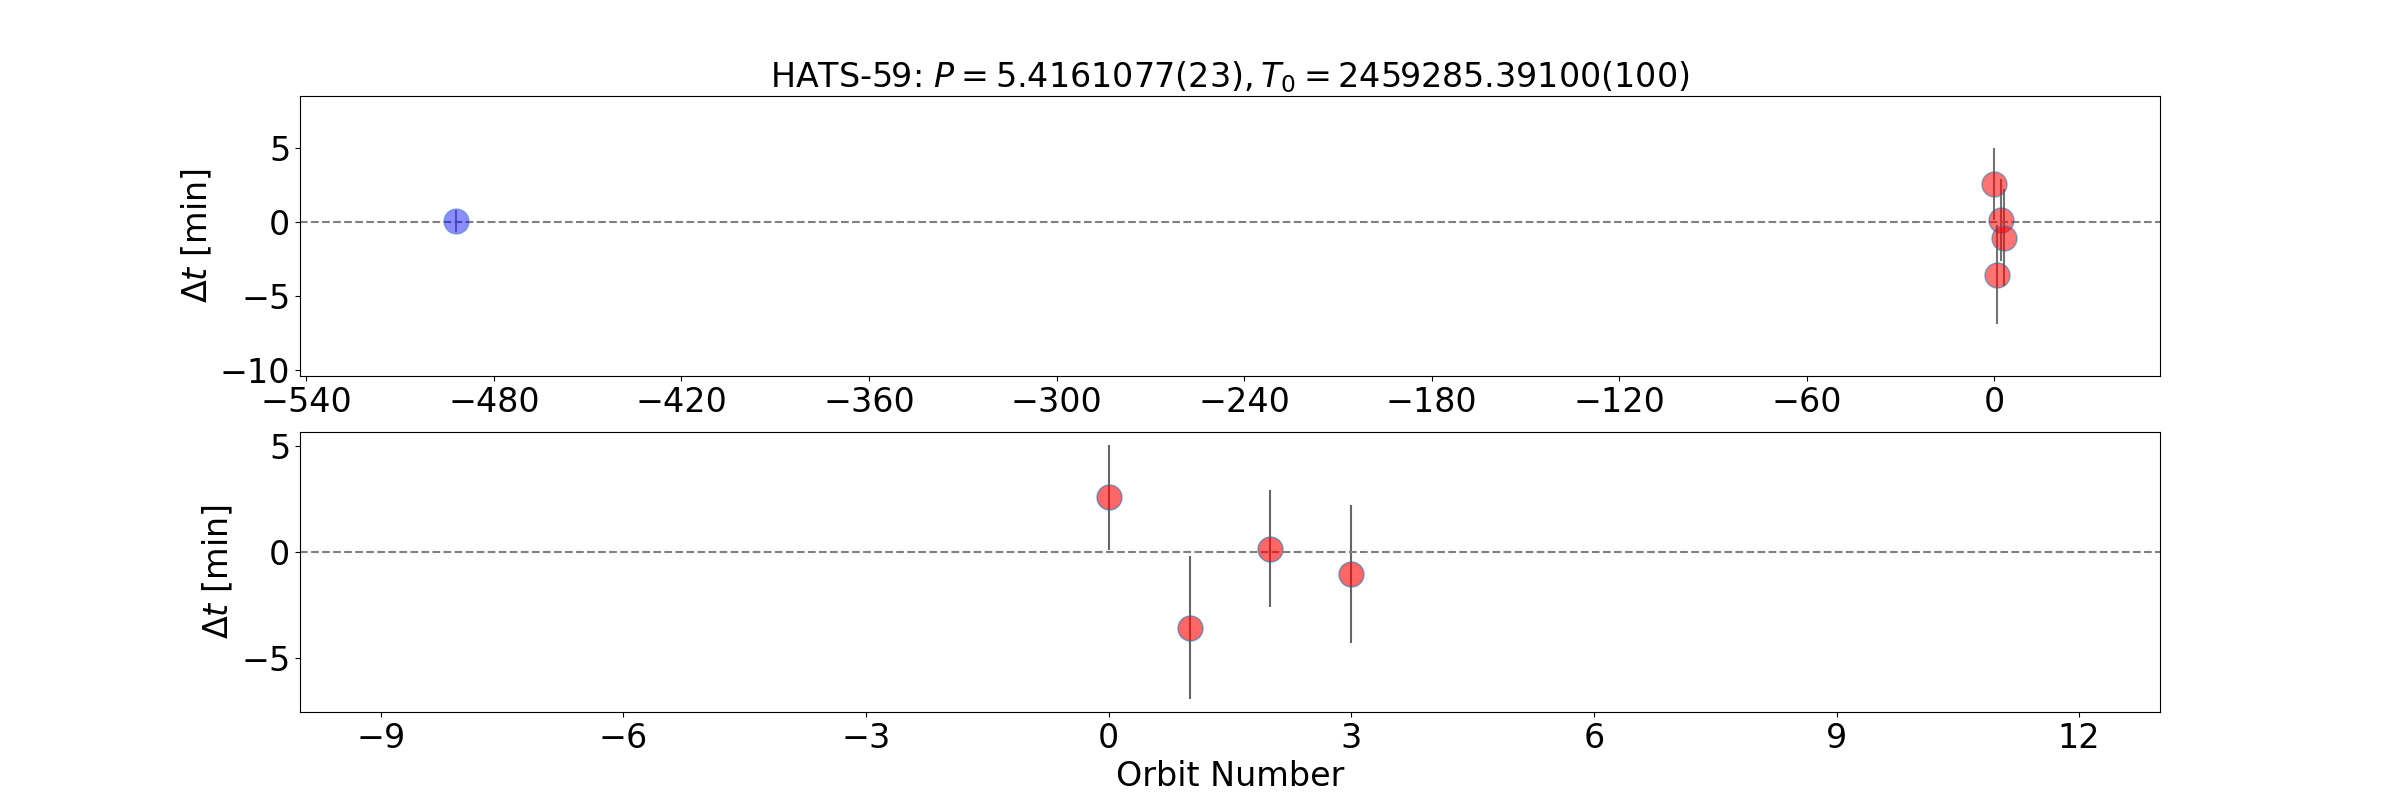 HATS-59: P = 5.4161077(23), T₀ = 2459285.39100(100)
Δt [min]
5
0
−5
−10
−540 −480 −420 −360 −300 −240 −180 −120 −60 0
Δt [min]
5
0
−5
−9 −6 −3 0 3 6 9 12
Orbit Number